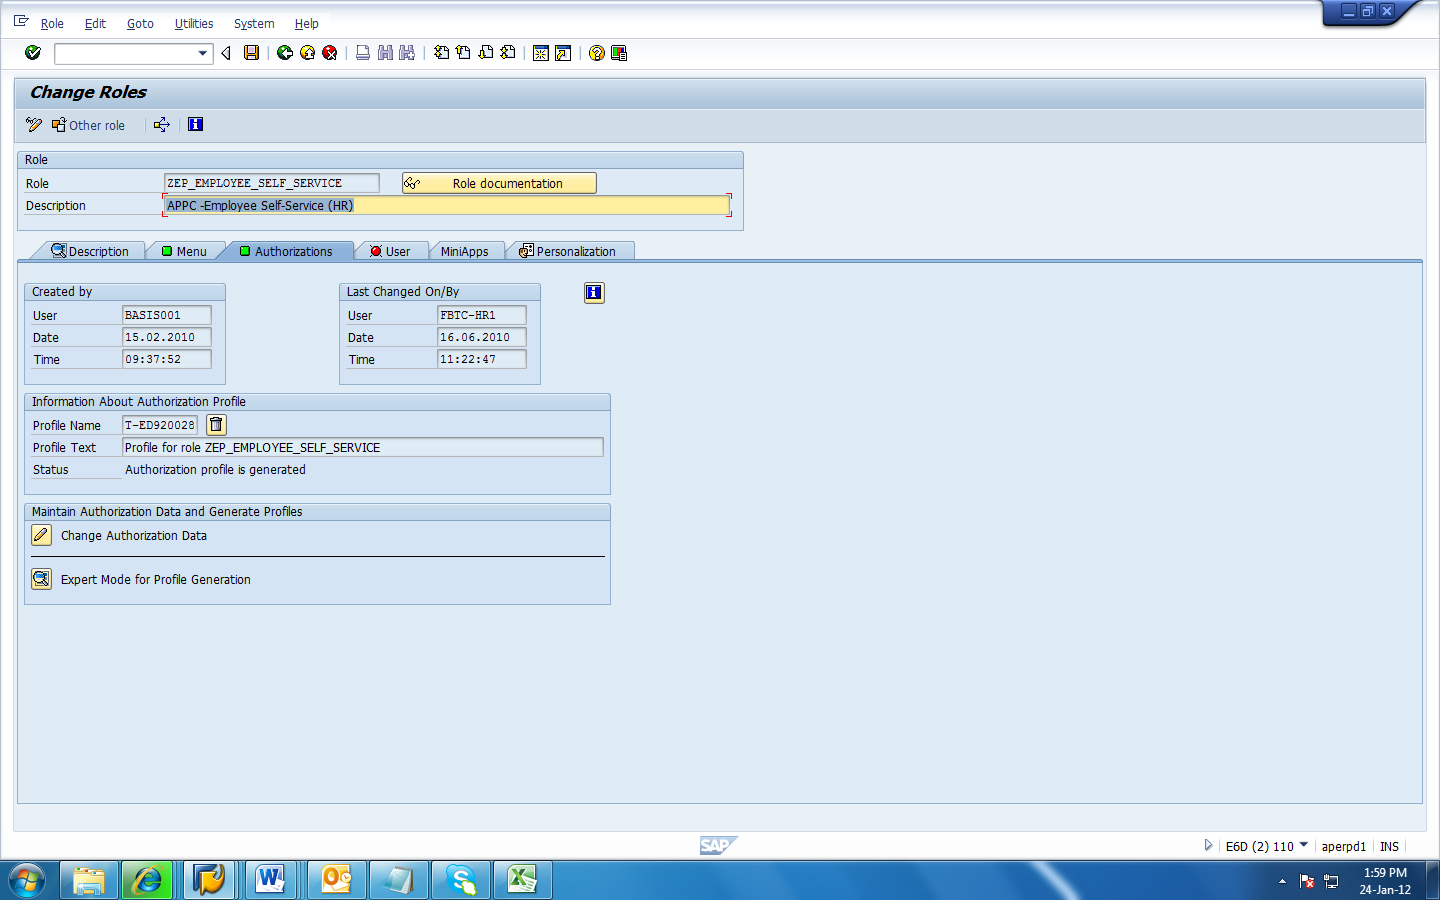 Role Edit Goto Utilities System Help
Change Roles
Other role
Role
Role ZEP_EMPLOYEE_SELF_SERVICE Role documentation
Description APPC -Employee Self-Service (HR)
Description Menu Authorizations User MiniApps Personalization
Created by Last Changed On/By
User BASIS001 User FBTC-HR1
Date 15.02.2010 Date 16.06.2010
Time 09:37:52 Time 11:22:47
Information About Authorization Profile
Profile Name T-ED920028
Profile Text Profile for role ZEP_EMPLOYEE_SELF_SERVICE
Status Authorization profile is generated
Maintain Authorization Data and Generate Profiles
Change Authorization Data
Expert Mode for Profile Generation
SAP E6D (2) 110 aperpd1 INS
1:59 PM
24-Jan-12